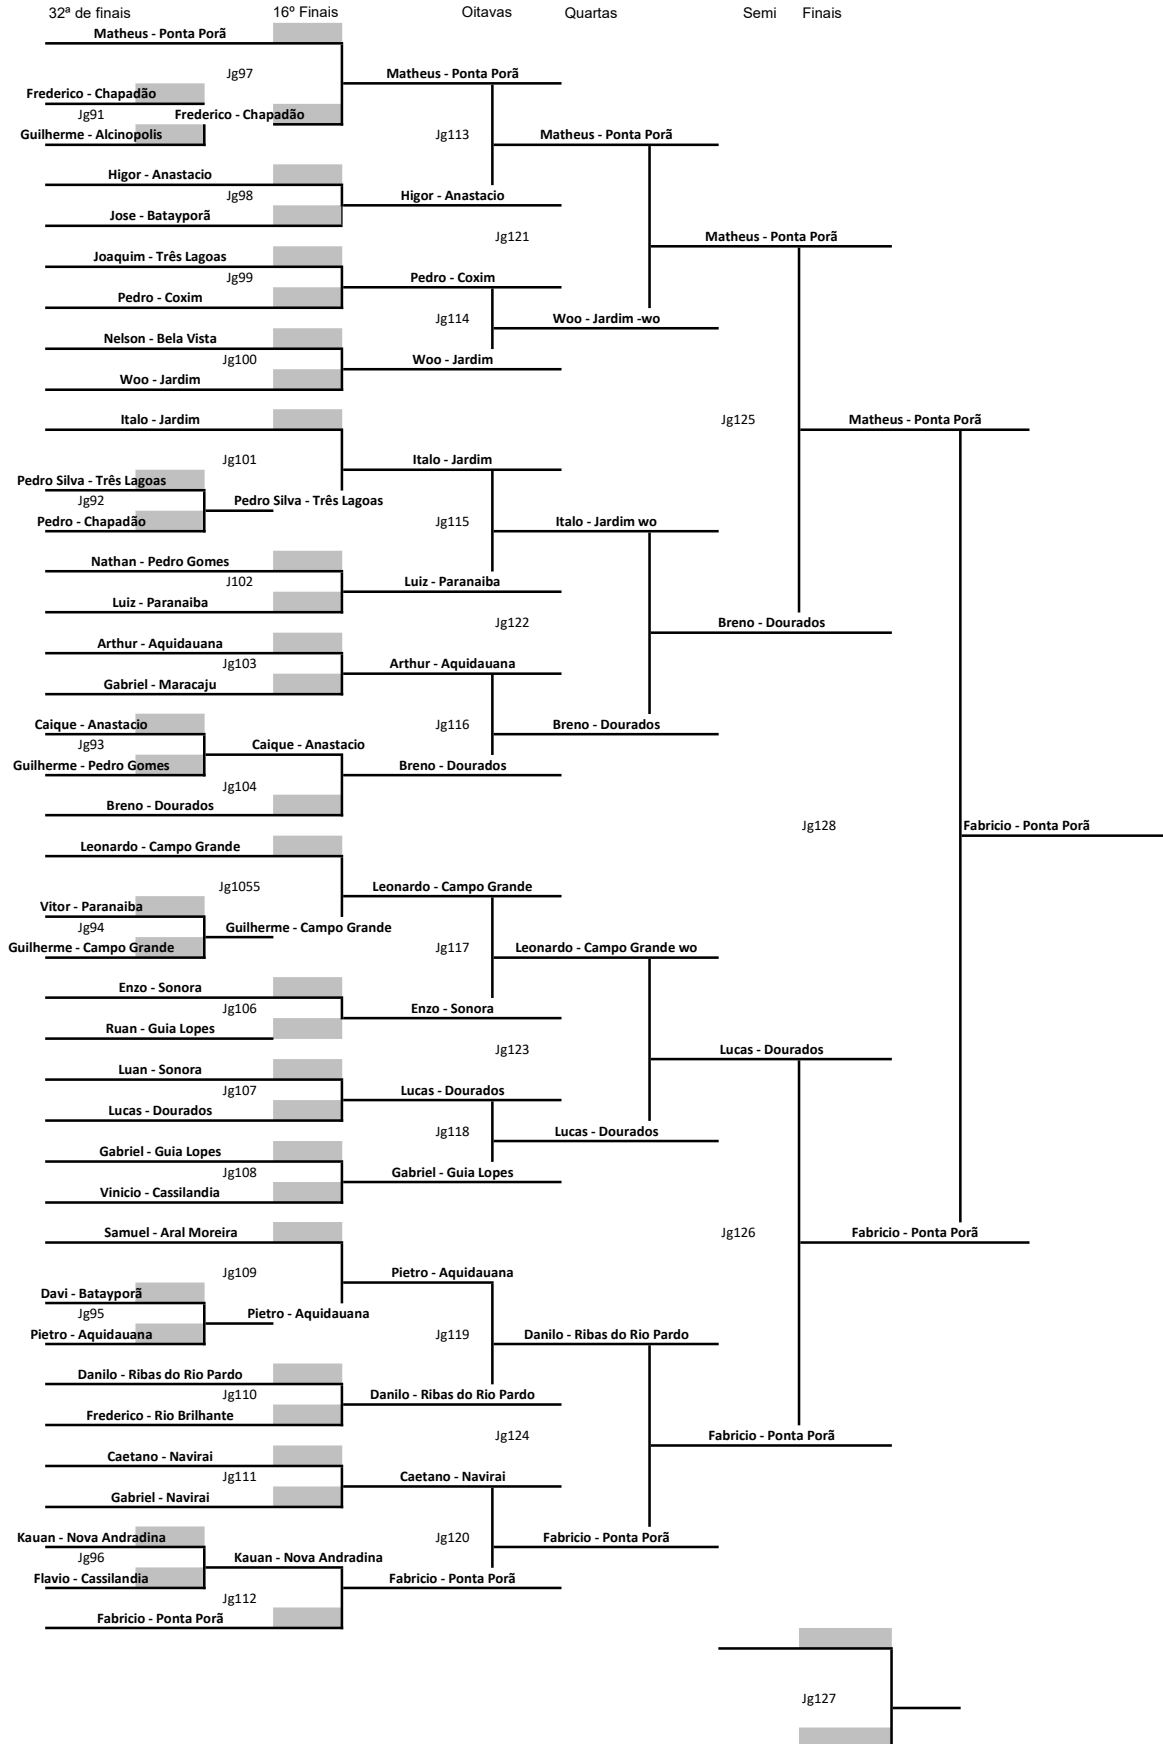 32ª de finais 16º Finais Oitavas Quartas Semi Finais
Matheus - Ponta Porã
Jg97 Matheus - Ponta Porã
Frederico - Chapadão
Jg91 Frederico - Chapadão
Guilherme - Alcinopolis Jg113 Matheus - Ponta Porã
Higor - Anastacio
Jg98 Higor - Anastacio
Jose - Batayporã
Jg121 Matheus - Ponta Porã
Joaquim - Três Lagoas
Jg99 Pedro - Coxim
Pedro - Coxim
Jg114 Woo - Jardim -wo
Nelson - Bela Vista
Jg100 Woo - Jardim
Woo - Jardim
Italo - Jardim Jg125 Matheus - Ponta Porã
Jg101 Italo - Jardim
Pedro Silva - Três Lagoas
Jg92 Pedro Silva - Três Lagoas
Pedro - Chapadão Jg115 Italo - Jardim wo
Nathan - Pedro Gomes
J102 Luiz - Paranaiba
Luiz - Paranaiba
Jg122 Breno - Dourados
Arthur - Aquidauana
Jg103 Arthur - Aquidauana
Gabriel - Maracaju
Caique - Anastacio Jg116 Breno - Dourados
Jg93 Caique - Anastacio
Guilherme - Pedro Gomes Breno - Dourados
Jg104
Breno - Dourados
Jg128 Fabricio - Ponta Porã
Leonardo - Campo Grande
Jg1055 Leonardo - Campo Grande
Vitor - Paranaiba
Jg94 Guilherme - Campo Grande
Guilherme - Campo Grande Jg117 Leonardo - Campo Grande wo
Enzo - Sonora
Jg106 Enzo - Sonora
Ruan - Guia Lopes
Jg123 Lucas - Dourados
Luan - Sonora
Jg107 Lucas - Dourados
Lucas - Dourados
Jg118 Lucas - Dourados
Gabriel - Guia Lopes
Jg108 Gabriel - Guia Lopes
Vinicio - Cassilandia
Samuel - Aral Moreira Jg126 Fabricio - Ponta Porã
Jg109 Pietro - Aquidauana
Davi - Batayporã
Jg95 Pietro - Aquidauana
Pietro - Aquidauana Jg119 Danilo - Ribas do Rio Pardo
Danilo - Ribas do Rio Pardo
Jg110 Danilo - Ribas do Rio Pardo
Frederico - Rio Brilhante
Jg124 Fabricio - Ponta Porã
Caetano - Navirai
Jg111 Caetano - Navirai
Gabriel - Navirai
Kauan - Nova Andradina Jg120 Fabricio - Ponta Porã
Jg96 Kauan - Nova Andradina
Flavio - Cassilandia Fabricio - Ponta Porã
Jg112
Fabricio - Ponta Porã
Jg127